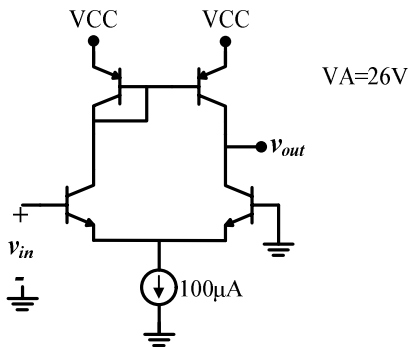 VCC VCC
VA=26V
vout
+
vin
-
100μA